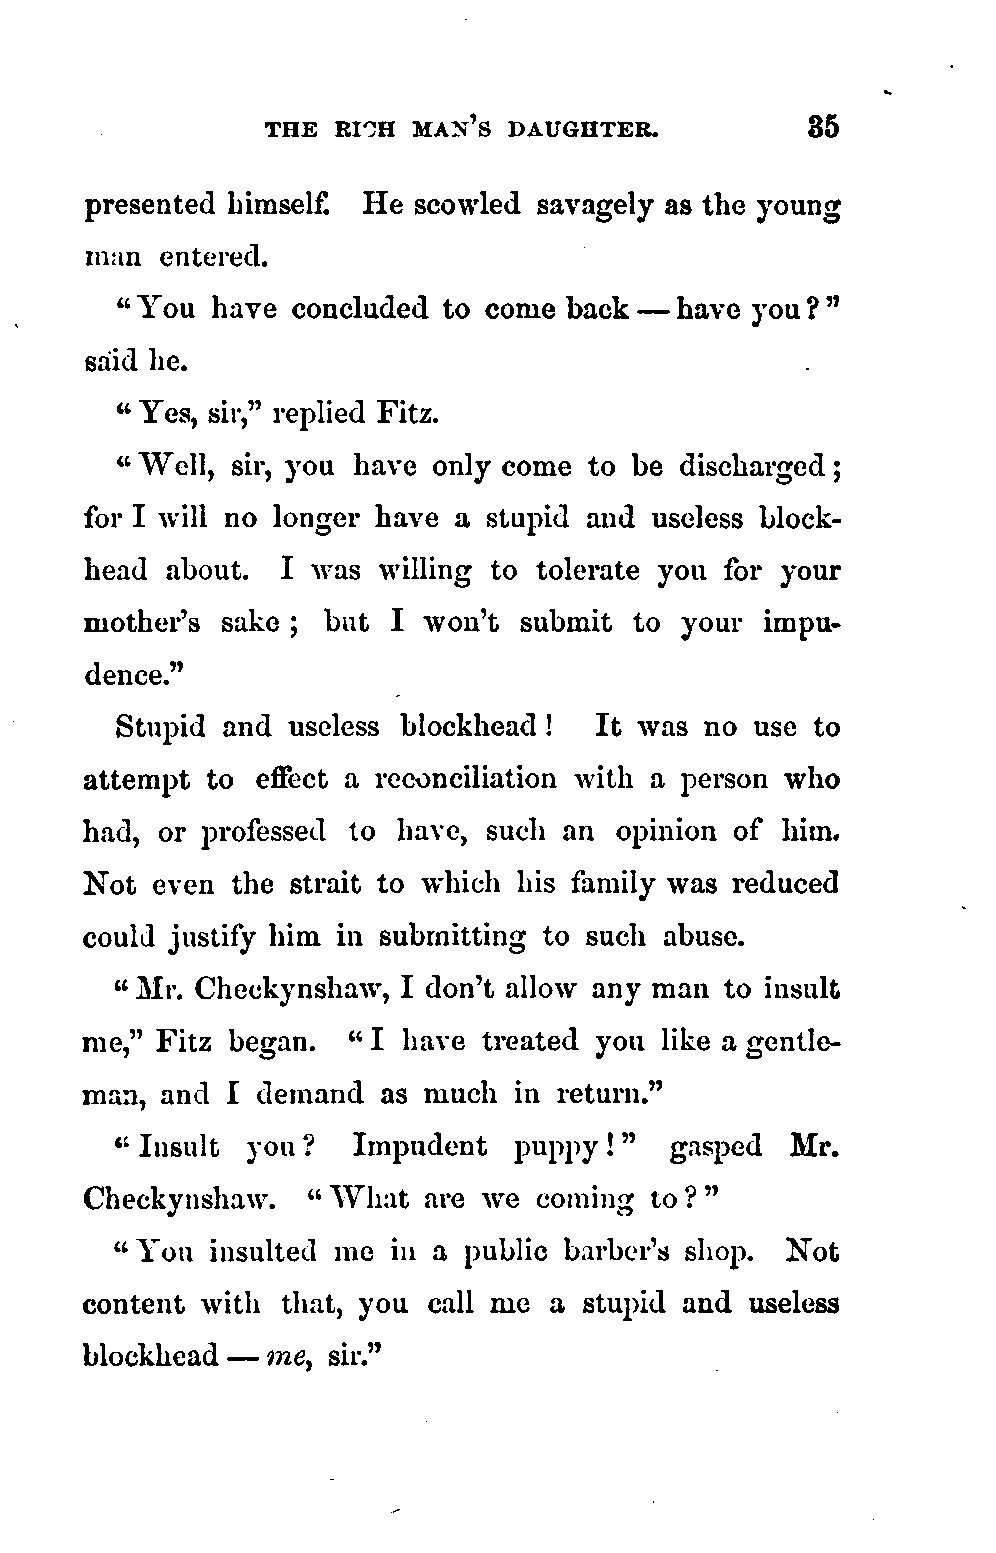 THE RICH MAN'S DAUGHTER. 35
presented himself. He scowled savagely as the young
man entered.
"You have concluded to come back — have you?"
said he.
"Yes, sir," replied Fitz.
"Well, sir, you have only come to be discharged;
for I will no longer have a stupid and useless block-
head about. I was willing to tolerate you for your
mother's sake; but I won't submit to your impu-
dence."
Stupid and useless blockhead! It was no use to
attempt to effect a reconciliation with a person who
had, or professed to have, such an opinion of him.
Not even the strait to which his family was reduced
could justify him in submitting to such abuse.
"Mr. Checkynshaw, I don't allow any man to insult
me," Fitz began. "I have treated you like a gentle-
man, and I demand as much in return."
"Insult you? Impudent puppy!" gasped Mr.
Checkynshaw. "What are we coming to?"
"You insulted me in a public barber's shop. Not
content with that, you call me a stupid and useless
blockhead — me, sir."